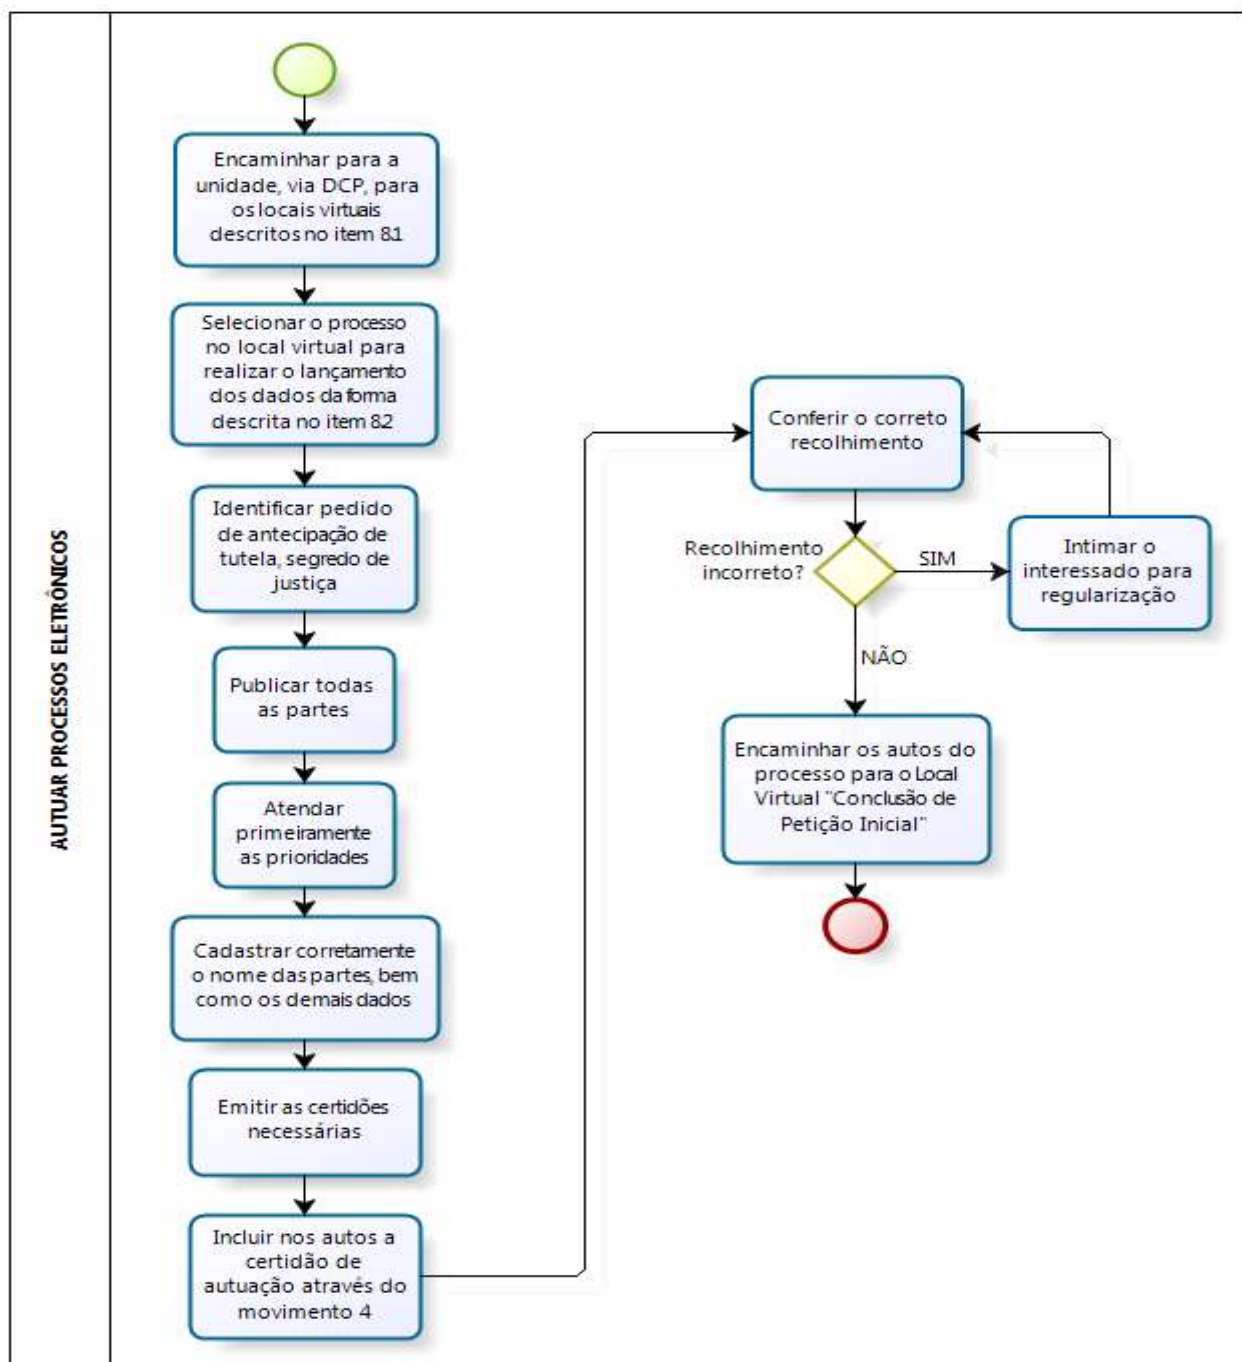 AUTUAR PROCESSOS ELETRÔNICOS
Encaminhar para a
unidade, via DCP, para
os locais virtuais
descritos no item 8.1
Selecionar o processo
no local virtual para
realizar o lançamento
dos dados da forma
descrita no item 8.2
Identificar pedido
de antecipação de
tutela, segredo de
justiça
Publicar todas
as partes
Atendar
primeiramente
as prioridades
Cadastrar corretamente
o nome das partes, bem
como os demais dados
Emitir as certidões
necessárias
Incluir nos autos a
certidão de
autuação através do
movimento 4
Conferir o correto
recolhimento
Recolhimento
incorreto?
SIM
Intimar o
interessado para
regularização
NÃO
Encaminhar os autos do
processo para o Local
Virtual "Conclusão de
Petição Inicial"